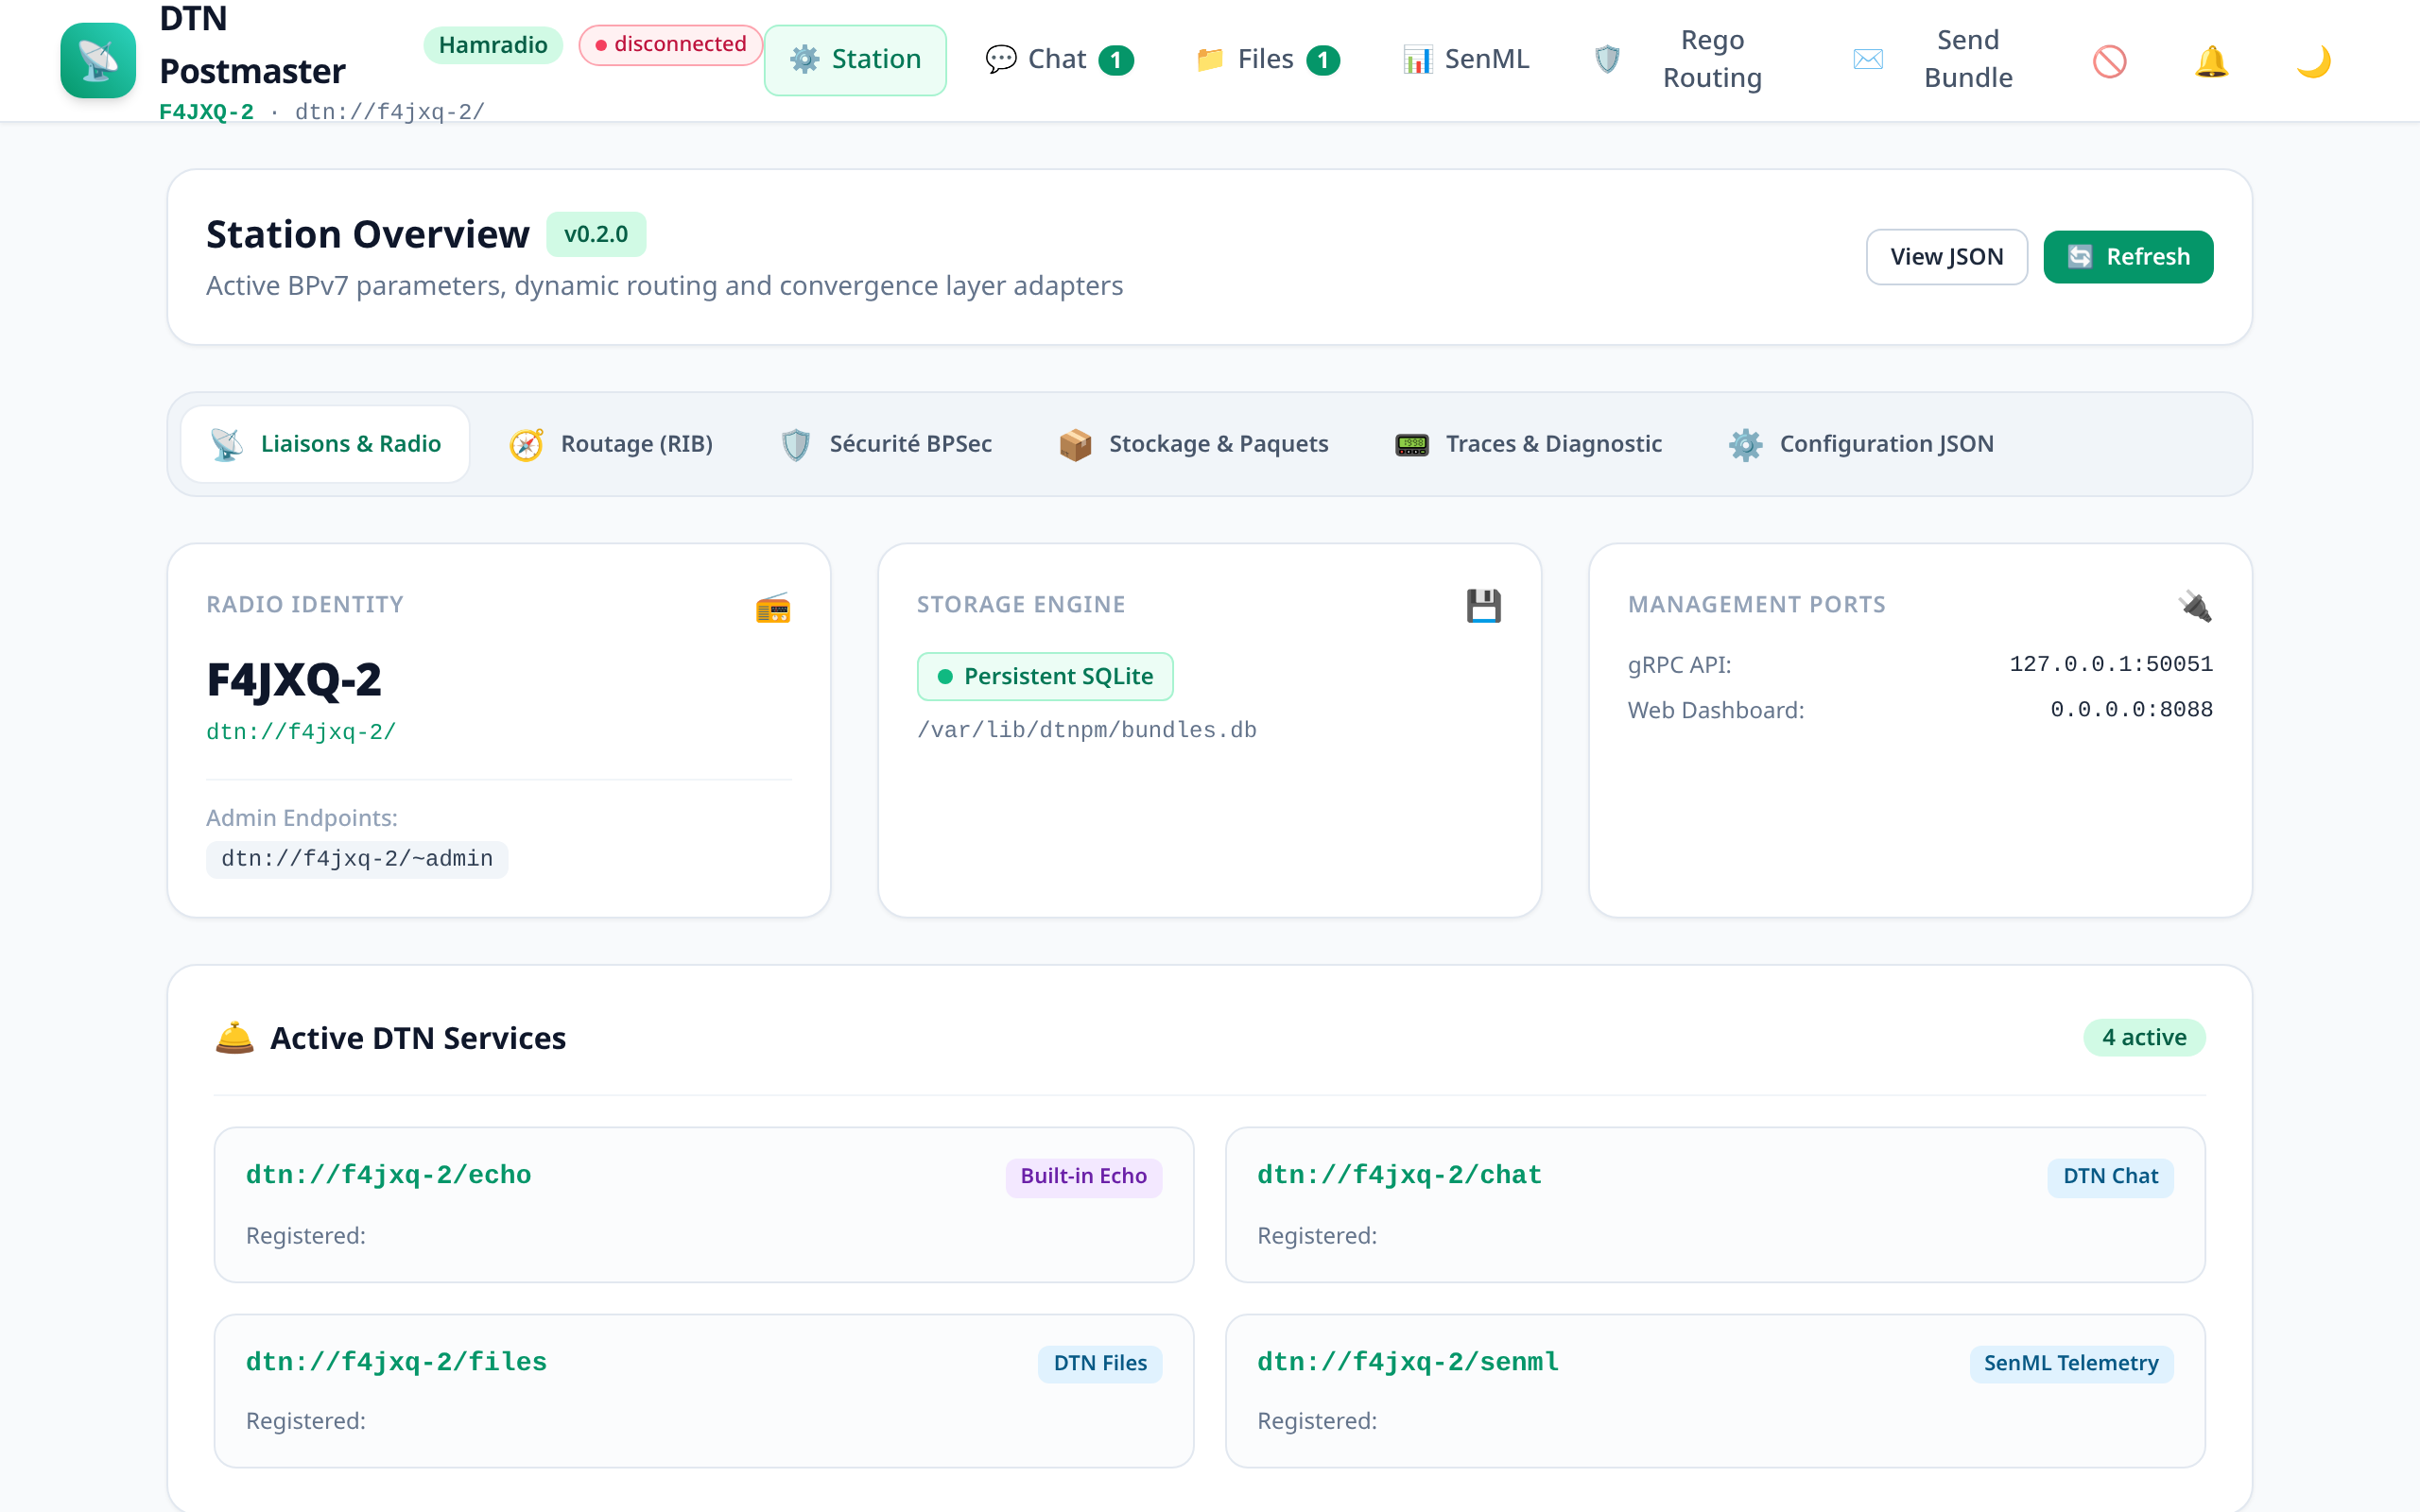 DTN
Postmaster
Hamradio
disconnected
F4JXQ-2 · dtn://f4jxq-2/
Station
Chat 1
Files 1
SenML
Rego
Routing
Send
Bundle
Station Overview v0.2.0
Active BPv7 parameters, dynamic routing and convergence layer adapters
View JSON
Refresh
Liaisons & Radio
Routage (RIB)
Sécurité BPSec
Stockage & Paquets
Traces & Diagnostic
Configuration JSON
RADIO IDENTITY
F4JXQ-2
dtn://f4jxq-2/
Admin Endpoints:
dtn://f4jxq-2/~admin
STORAGE ENGINE
Persistent SQLite
/var/lib/dtnpm/bundles.db
MANAGEMENT PORTS
gRPC API: 127.0.0.1:50051
Web Dashboard: 0.0.0.0:8088
Active DTN Services
4 active
dtn://f4jxq-2/echo Built-in Echo
Registered:
dtn://f4jxq-2/chat DTN Chat
Registered:
dtn://f4jxq-2/files DTN Files
Registered:
dtn://f4jxq-2/senml SenML Telemetry
Registered: